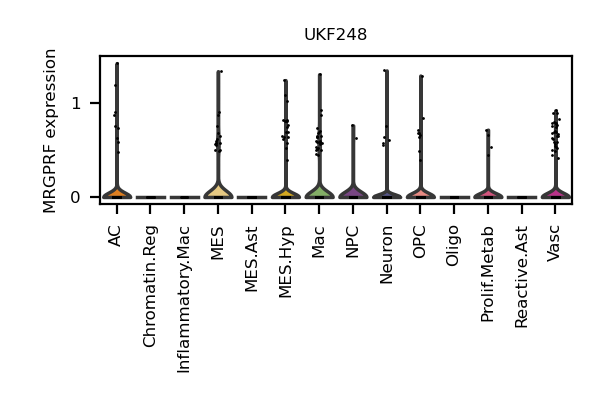 UKF248
MRGPRF expression
1
0
AC
Chromatin.Reg
Inflammatory.Mac
MES
MES.Ast
MES.Hyp
Mac
NPC
Neuron
OPC
Oligo
Prolif.Metab
Reactive.Ast
Vasc